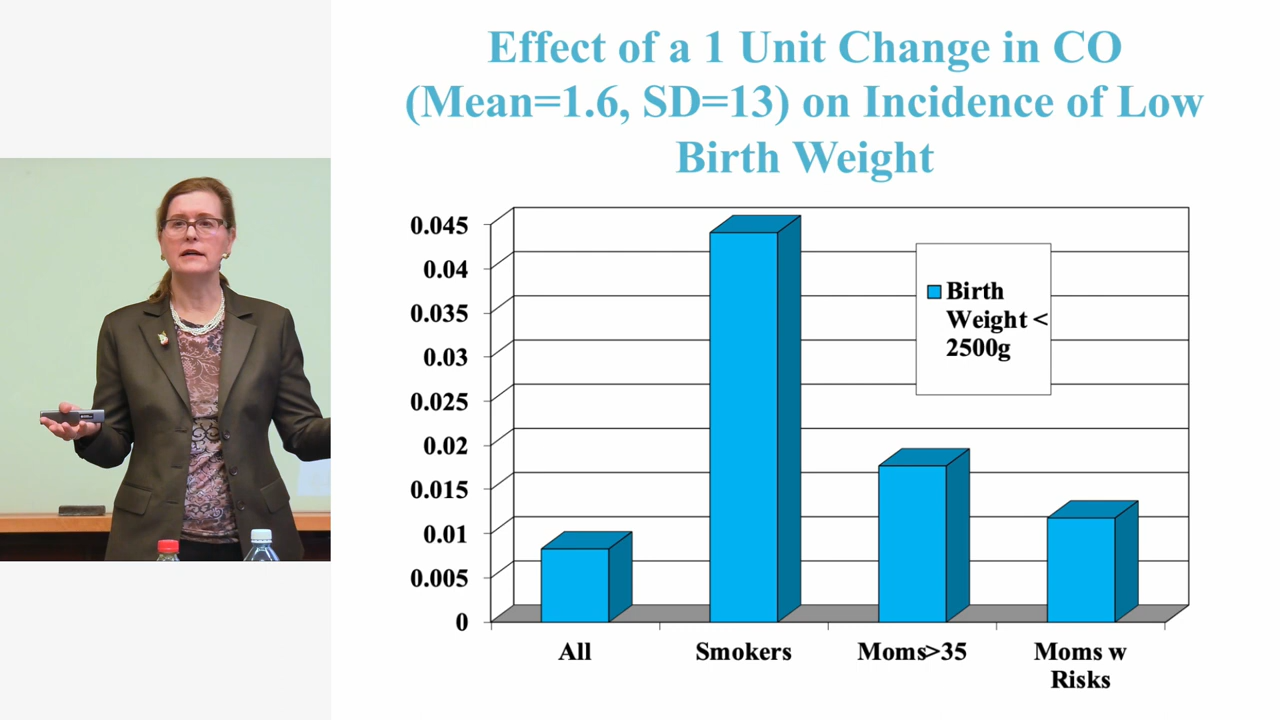 Effect of a 1 Unit Change in CO
(Mean=1.6, SD=13) on Incidence of Low
Birth Weight
0.045
0.04
0.035
0.03
0.025
0.02
0.015
0.01
0.005
0
Birth
Weight <
2500g
All
Smokers
Moms>35
Moms w
Risks